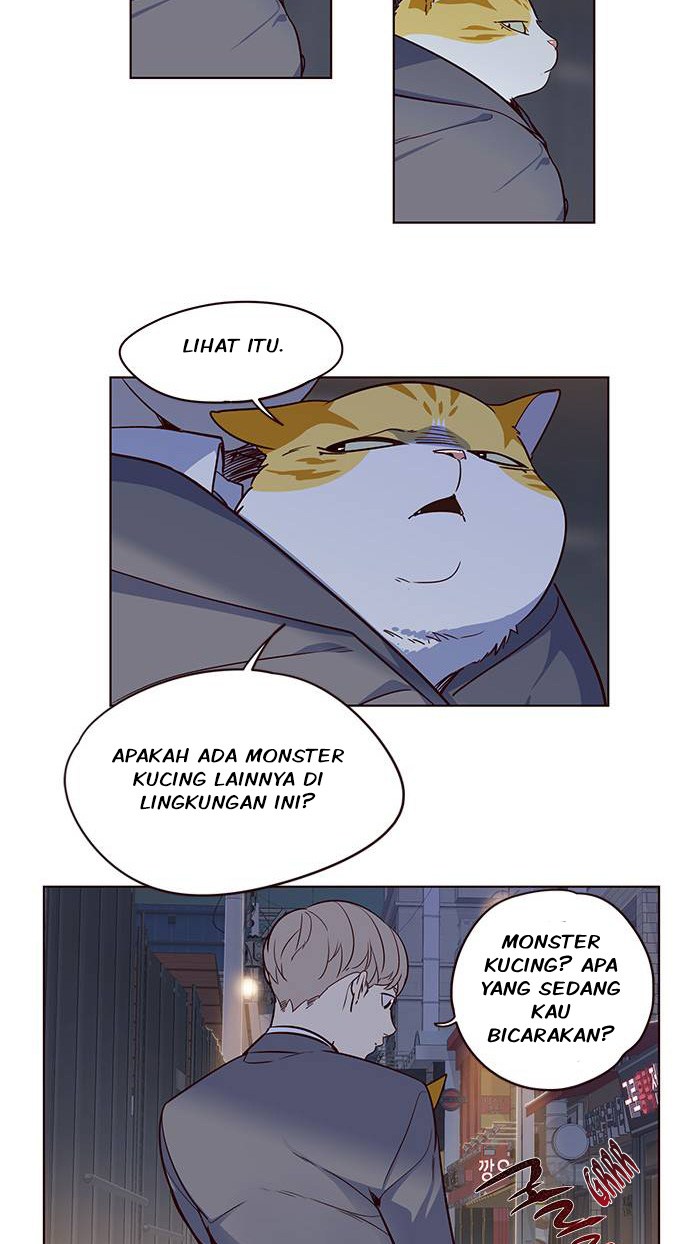 LIHAT ITU.
APAKAH ADA MONSTER
KUCING LAINNYA DI
LINGKUNGAN INI?
MONSTER
KUCING? APA
YANG SEDANG
KAU
BICARAKAN?
GRRR